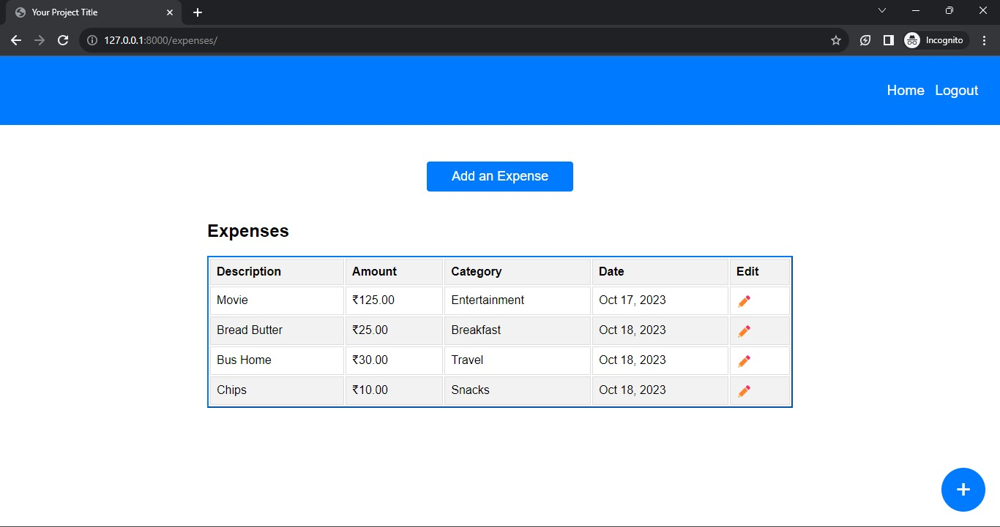 Your Project Title
127.0.0.1:8000/expenses/
Incognito
Home Logout
Add an Expense
Expenses
Description Amount Category Date Edit
Movie ₹125.00 Entertainment Oct 17, 2023
Bread Butter ₹25.00 Breakfast Oct 18, 2023
Bus Home ₹30.00 Travel Oct 18, 2023
Chips ₹10.00 Snacks Oct 18, 2023
+